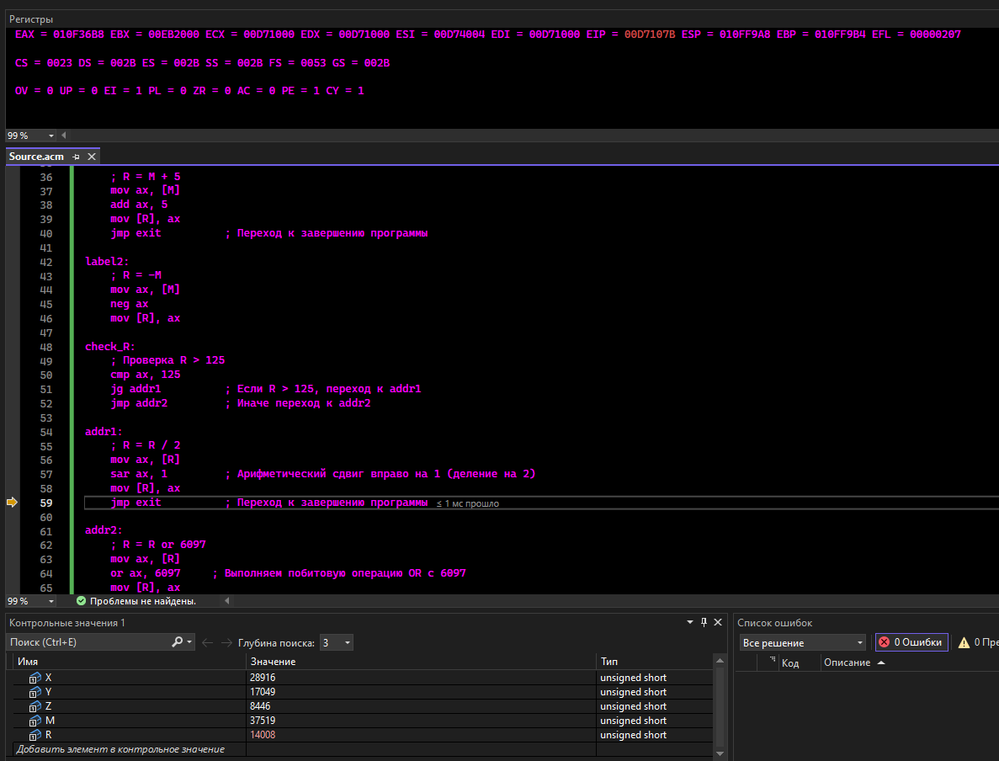 Регистры
EAX = 010F36B8 EBX = 00EB2000 ECX = 00D71000 EDX = 00D71000 ESI = 00D74004 EDI = 00D71000 EIP = 00D7107B ESP = 010FF9A8 EBP = 010FF9B4 EFL = 00000207
CS = 0023 DS = 002B ES = 002B SS = 002B FS = 0053 GS = 002B
OV = 0 UP = 0 EI = 1 PL = 0 ZR = 0 AC = 0 PE = 1 CY = 1
99 %
Source.acm
36 ; R = M + 5
37 mov ax, [M]
38 add ax, 5
39 mov [R], ax
40 jmp exit ; Переход к завершению программы
41
42 label2:
43 ; R = -M
44 mov ax, [M]
45 neg ax
46 mov [R], ax
47
48 check_R:
49 ; Проверка R > 125
50 cmp ax, 125
51 jg addr1 ; Если R > 125, переход к addr1
52 jmp addr2 ; Иначе переход к addr2
53
54 addr1:
55 ; R = R / 2
56 mov ax, [R]
57 sar ax, 1 ; Арифметический сдвиг вправо на 1 (деление на 2)
58 mov [R], ax
59 jmp exit ; Переход к завершению программы ≤ 1 мс прошло
60
61 addr2:
62 ; R = R or 6097
63 mov ax, [R]
64 or ax, 6097 ; Выполняем побитовую операцию OR с 6097
65 mov [R], ax
99 % Проблемы не найдены.
Контрольные значения 1
Поиск (Ctrl+E) Глубина поиска: 3
Имя Значение Тип
X 28916 unsigned short
Y 17049 unsigned short
Z 8446 unsigned short
M 37519 unsigned short
R 14008 unsigned short
Добавить элемент в контрольное значение
Список ошибок
Все решение 0 Ошибки 0 Пре
Код Описание